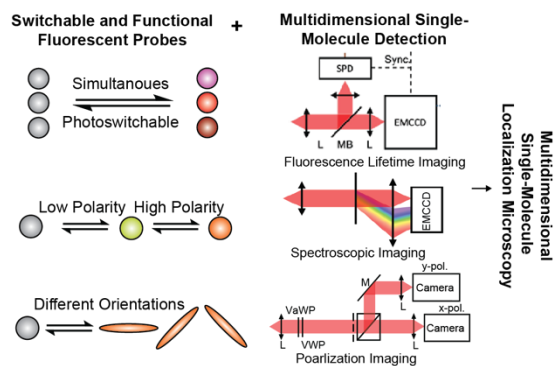 Switchable and Functional
Fluorescent Probes
+
Multidimensional Single-
Molecule Detection
Simultanoues
Photoswitchable
Low Polarity
High Polarity
Different Orientations
SPD
Sync.
L
MB
L
EMCCD
Fluorescence Lifetime Imaging
EMCCD
Spectroscopic Imaging
y-pol.
M
Camera
L
x-pol.
VaWP
Camera
L
VWP
L
Poarlization Imaging
Multidimensional
Single-Molecule
Localization Microscopy